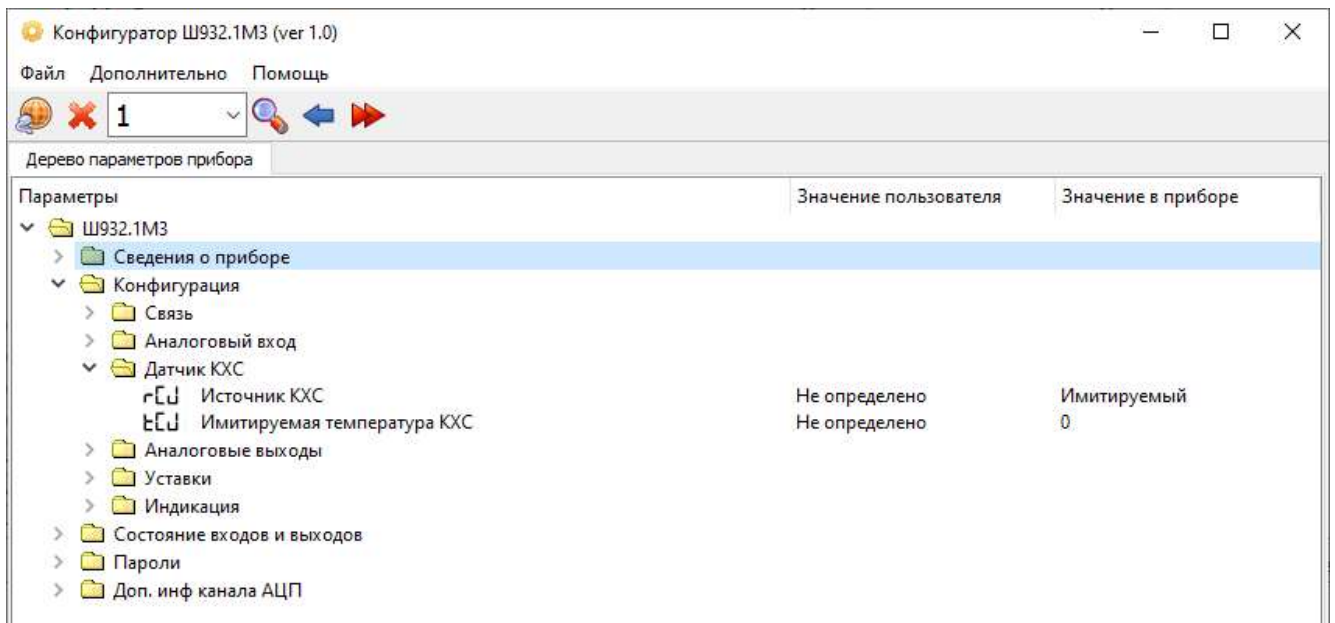 Конфигуратор Ш932.1М3 (ver 1.0)
Файл Дополнительно Помощь
1
Дерево параметров прибора
Параметры Значение пользователя Значение в приборе
Ш932.1М3
Сведения о приборе
Конфигурация
Связь
Аналоговый вход
Датчик КХС
rCJ Источник КХС Не определено Имитируемый
tCJ Имитируемая температура КХС Не определено 0
Аналоговые выходы
Уставки
Индикация
Состояние входов и выходов
Пароли
Доп. инф канала АЦП